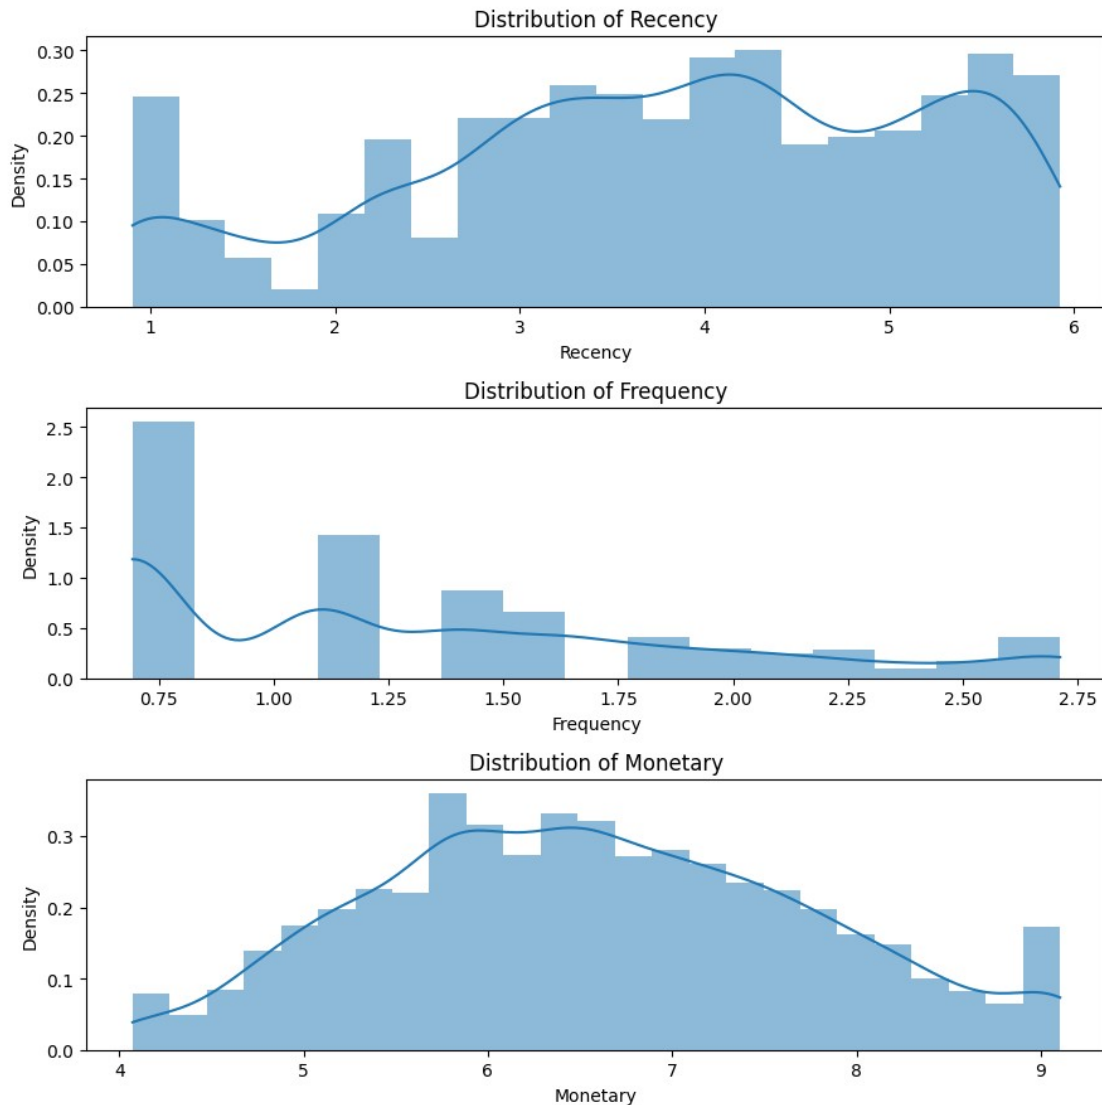 Distribution of Recency
0.30
0.25
0.20
0.15
0.10
0.05
0.00
Density
1 2 3 4 5 6
Recency
Distribution of Frequency
2.5
2.0
1.5
1.0
0.5
0.0
Density
0.75 1.00 1.25 1.50 1.75 2.00 2.25 2.50 2.75
Frequency
Distribution of Monetary
0.3
0.2
0.1
0.0
Density
4 5 6 7 8 9
Monetary